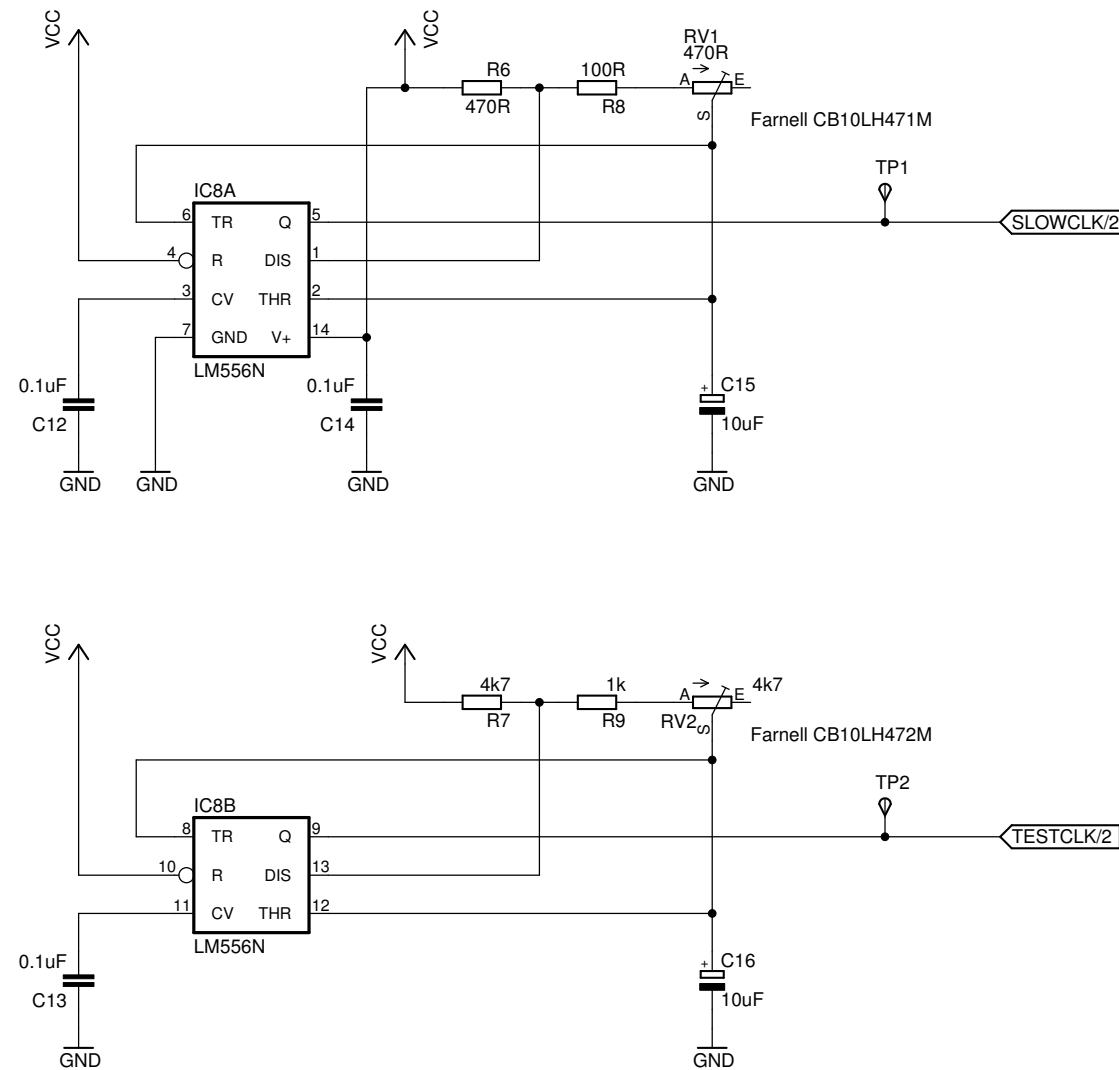 VCC
VCC
R6
470R
100R
R8
RV1
470R
A
E
S
Farnell CB10LH471M
TP1
SLOWCLK/2
IC8A
6 TR Q 5
4 R DIS 1
3 CV THR 2
7 GND V+ 14
LM556N
0.1uF
C12
0.1uF
C14
+
C15
10uF
GND
GND
GND
GND
VCC
VCC
4k7
R7
1k
R9
A
E
4k7
RV2
S
Farnell CB10LH472M
TP2
TESTCLK/2
IC8B
8 TR Q 9
10 R DIS 13
11 CV THR 12
LM556N
0.1uF
C13
+
C16
10uF
GND
GND